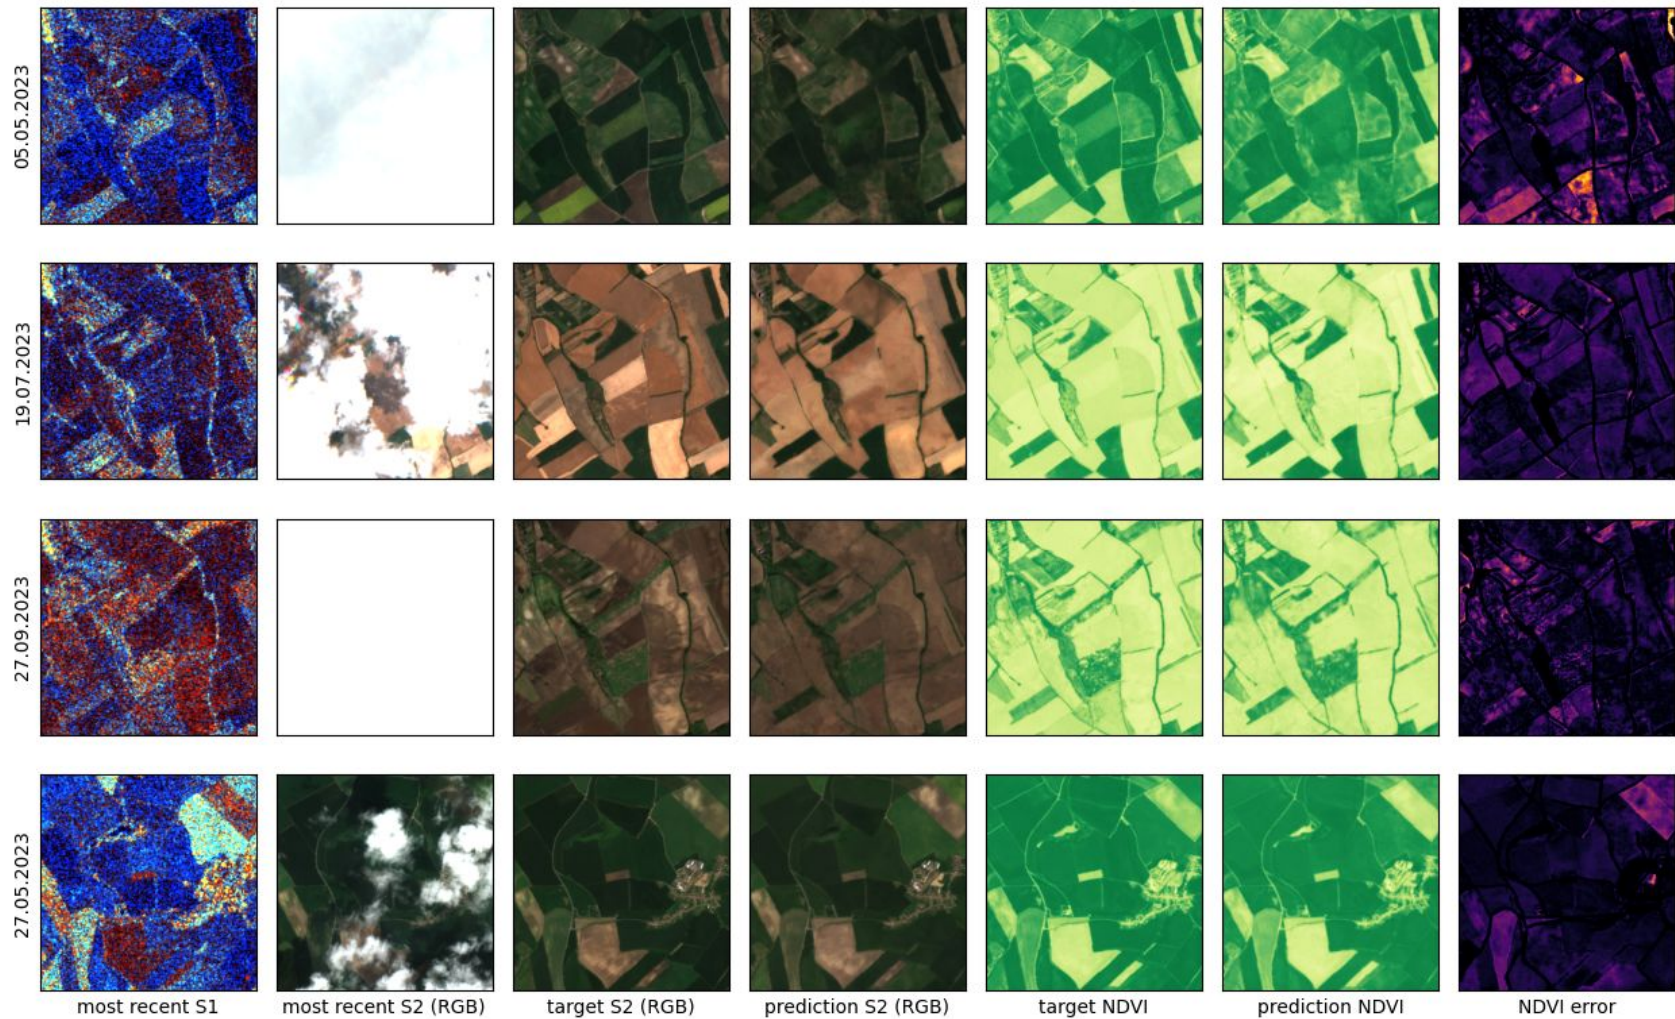 05.05.2023
19.07.2023
27.09.2023
27.05.2023
most recent S1
most recent S2 (RGB)
target S2 (RGB)
prediction S2 (RGB)
target NDVI
prediction NDVI
NDVI error